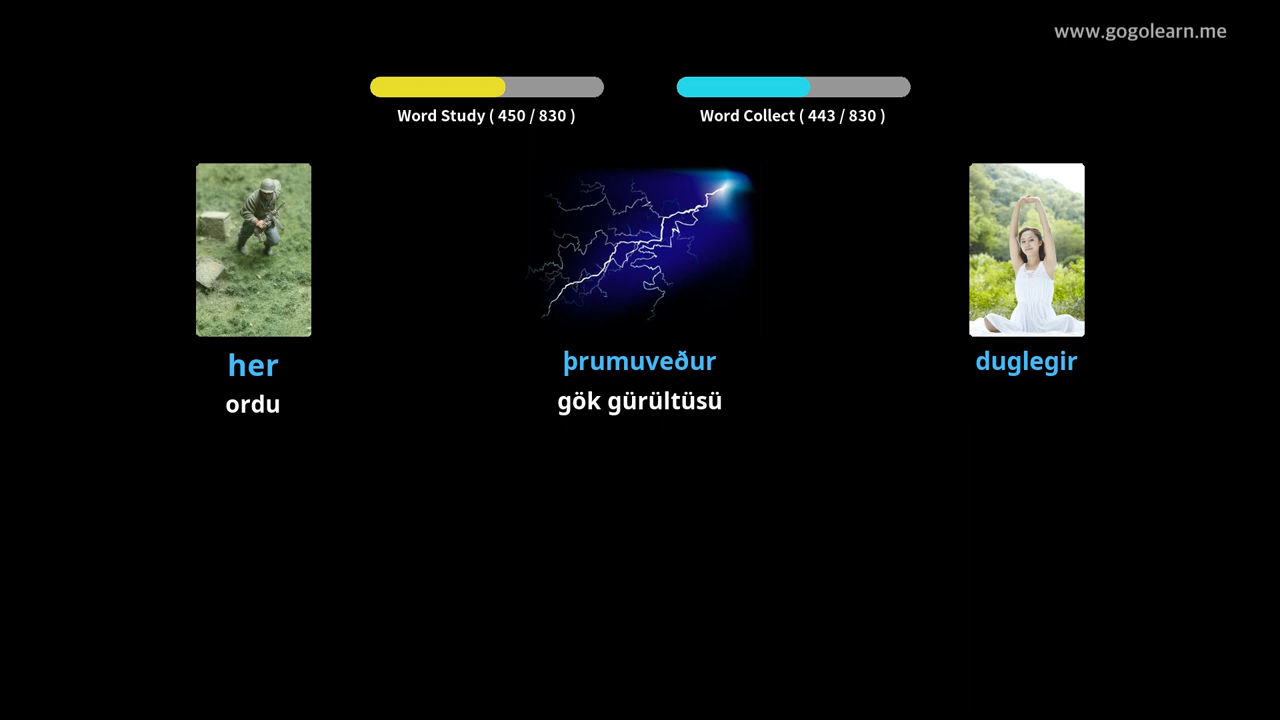 www.gogolearn.me
Word Study ( 450 / 830 )
Word Collect ( 443 / 830 )
her
ordu
þrumuveður
gök gürültüsü
duglegir